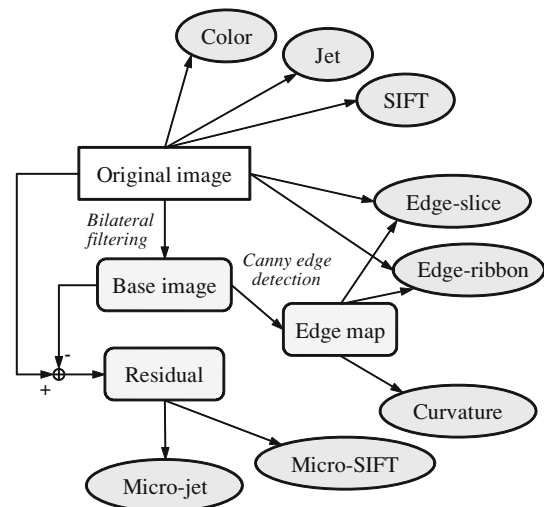 Color
Jet
SIFT
Original image
Edge-slice
Bilateral
filtering
Canny edge
detection
Edge-ribbon
Base image
Edge map
-
+
Residual
Curvature
Micro-SIFT
Micro-jet